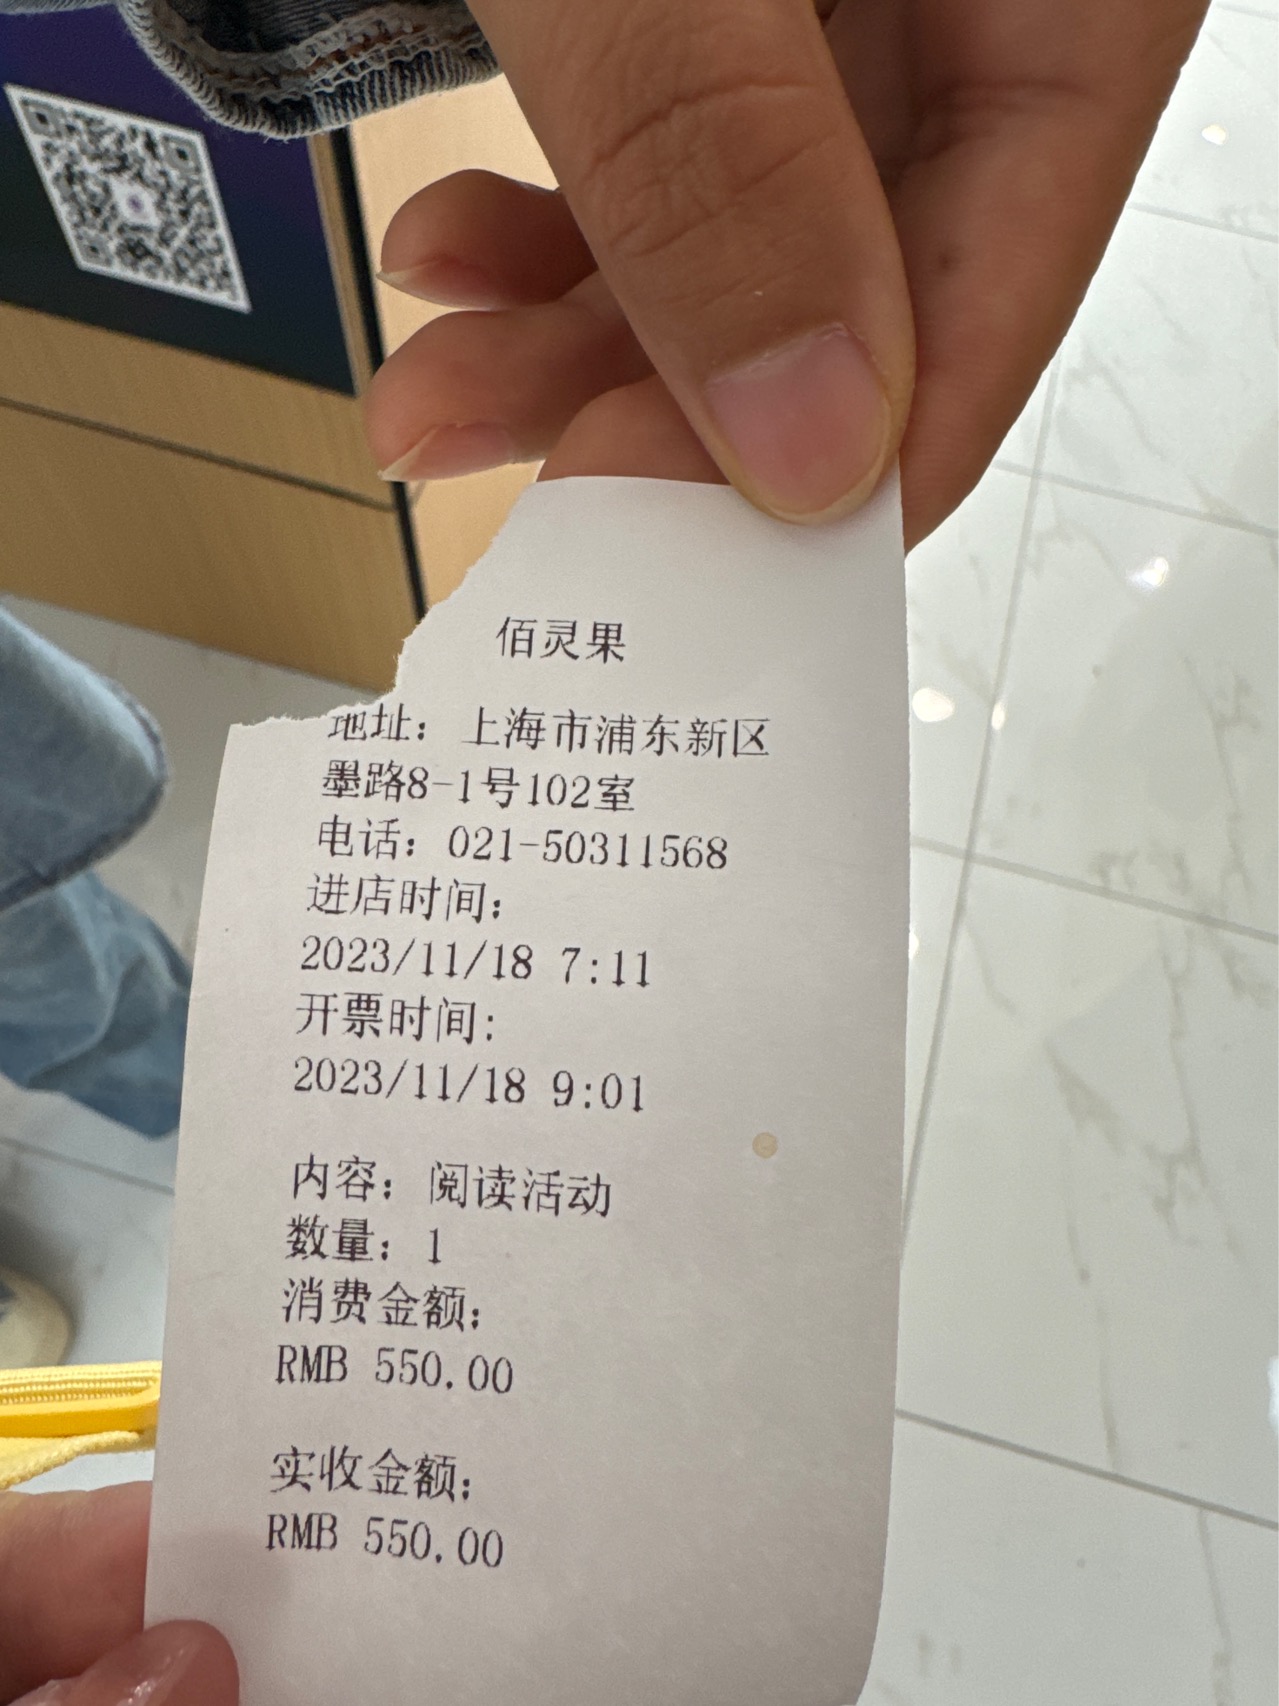 佰灵果
地址：上海市浦东新区
墨路8-1号102室
电话：021-50311568
进店时间：
2023/11/18 7:11
开票时间：
2023/11/18 9:01
内容：阅读活动
数量：1
消费金额：
RMB 550.00
实收金额：
RMB 550.00